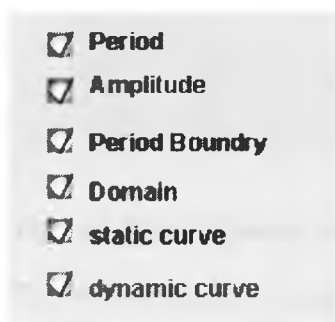 Period
Amplitude
Period Boundry
Domain
static curve
dynamic curve